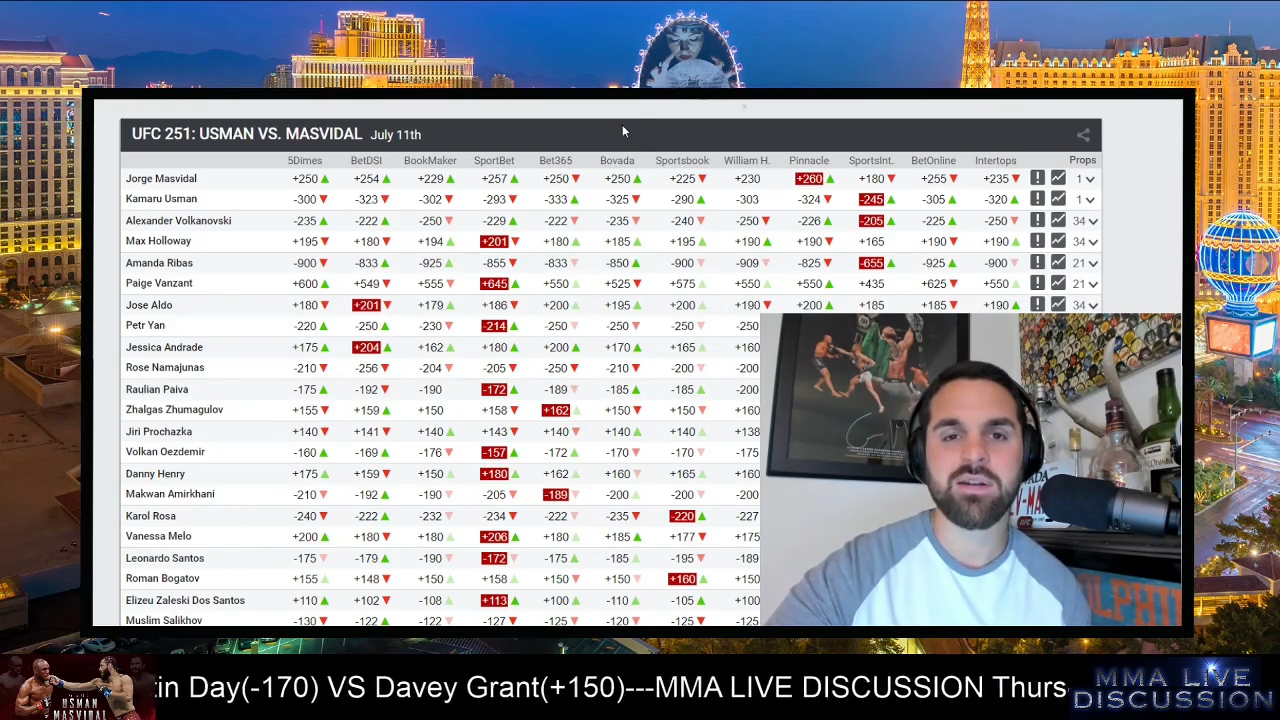 UFC 251: USMAN VS. MASVIDAL July 11th
5Dimes BetDSI BookMaker SportBet Bet365 Bovada Sportsbook William H. Pinnacle SportsInt. BetOnline Intertops Props
Jorge Masvidal +250 +254 +229 +257 +250 +225 +230 +260 +180 +255 +235 1
Kamaru Usman -300 -303 -302 -293 -333 -325 -290 -303 -324 -245 -305 -320 1
Alexander Volkanovski -235 -222 -250 -229 -222 -235 -240 -250 -226 -205 -225 -250 34
Max Holloway +195 +180 +194 +201 +180 +185 +195 +190 +190 +165 +190 +190 34
Amanda Ribas -900 -833 -925 -855 -833 -850 -900 -909 -825 -655 -925 -900 21
Paige Vanzant +600 +549 +555 +645 +550 +525 +575 +550 +550 +435 +625 +550 21
Jose Aldo +180 +201 +179 +186 +200 +195 +200 +190 +200 +185 +185 +190 34
Petr Yan -220 -250 -230 -214 -250 -250 -250 -250
Jessica Andrade +175 +204 +162 +180 +200 +170 +165 +160
Rose Namajunas -210 -256 -204 -205 -250 -210 -200 -200
Raulian Paiva -175 -192 -190 -172 -189 -185 -185 -190
Zhalgas Zhumagulov +155 +159 +150 +158 +162 +150 +150 +160
Jiri Prochazka +140 +141 +140 +143 +140 +140 +140 +138
Volkan Oezdemir -160 -169 -176 -157 -172 -170 -170 -175
Danny Henry +175 +159 +150 +180 +162 +160 +165 +160
Makwan Amirkhani -210 -192 -190 -205 -189 -200 -200 -200
Karol Rosa -240 -222 -232 -234 -222 -235 -220 -227
Vanessa Melo +200 +180 +180 +206 +180 +185 +177 +175
Leonardo Santos -175 -179 -190 -172 -175 -185 -195 -189
Roman Bogatov +155 +148 +150 +158 +150 +150 +160 +150
Elizeu Zaleski Dos Santos +110 +102 -108 +113 +100 -110 -105 +100
Muslim Salikhov -130 -122 -122 -127 -125 -120 -125 -125
USMAN
MASVIDAL
tin Day(-170) VS Davey Grant(+150)---MMA LIVE DISCUSSION Thurs
MMA LIVE
DISCUSSION